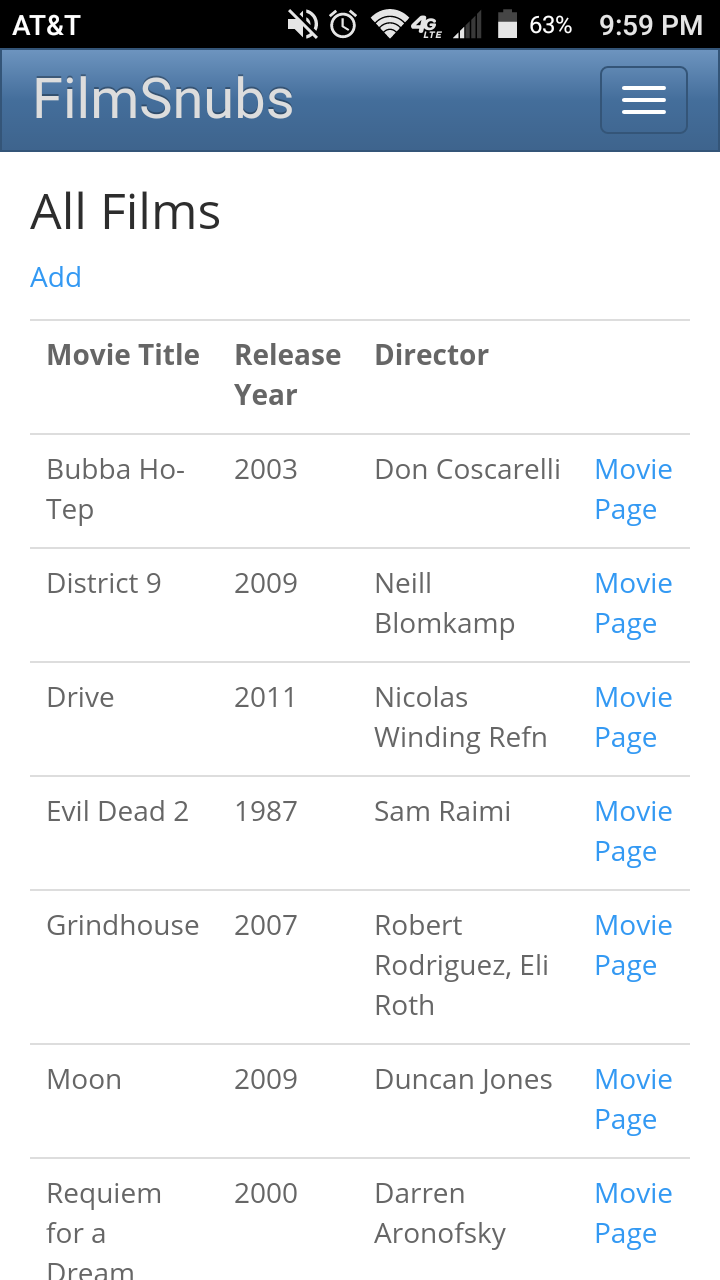 AT&T 4G LTE 63% 9:59 PM
FilmSnubs
All Films
Add
Movie Title Release Director
Year
Bubba Ho- 2003 Don Coscarelli Movie
Tep Page
District 9 2009 Neill Movie
Blomkamp Page
Drive 2011 Nicolas Movie
Winding Refn Page
Evil Dead 2 1987 Sam Raimi Movie
Page
Grindhouse 2007 Robert Movie
Rodriguez, Eli Page
Roth
Moon 2009 Duncan Jones Movie
Page
Requiem 2000 Darren Movie
for a Aronofsky Page
Dream